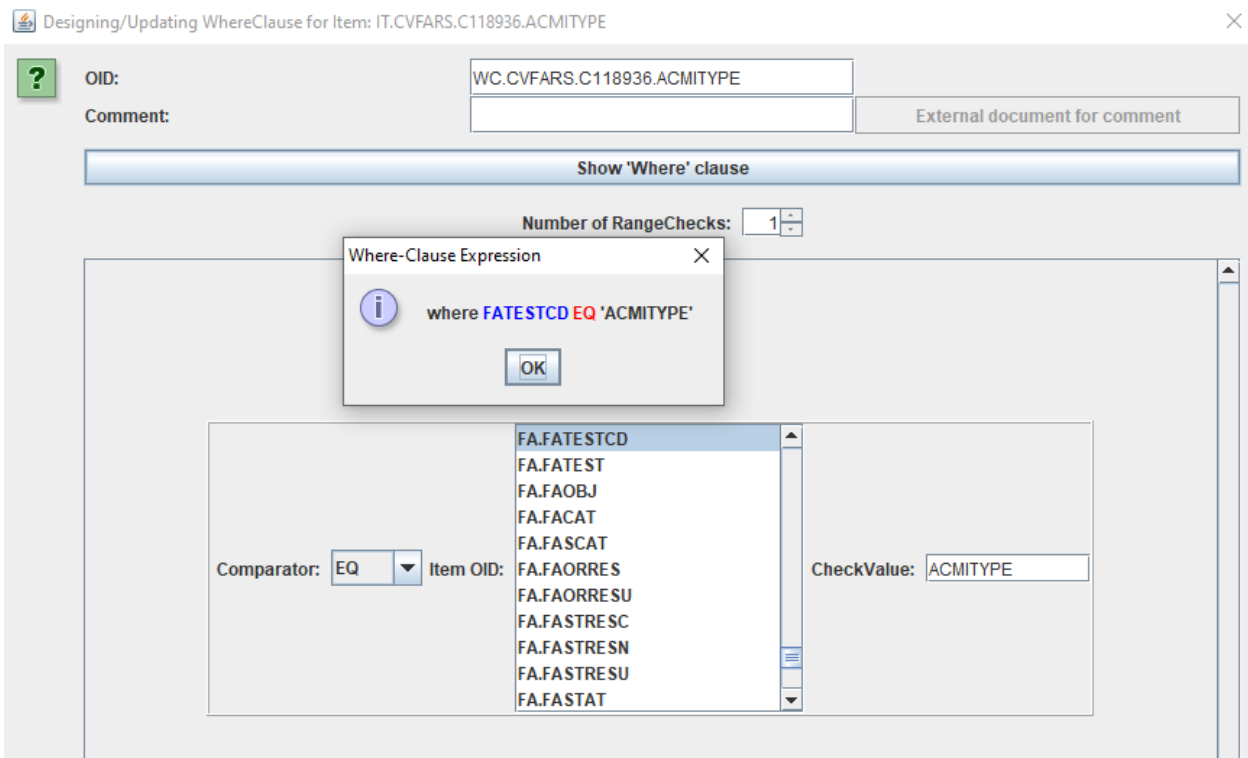 Designing/Updating WhereClause for Item: IT.CVFARS.C118936.ACMITYPE
?
OID: WC.CVFARS.C118936.ACMITYPE
Comment: External document for comment
Show 'Where' clause
Number of RangeChecks: 1
Where-Clause Expression
i
where FATESTCD EQ 'ACMITYPE'
OK
FA.FATESTCD
FA.FATEST
FA.FAOBJ
FA.FACAT
FA.FASCAT
Comparator: EQ Item OID: FA.FAORRES CheckValue: ACMITYPE
FA.FAORRESU
FA.FASTRESC
FA.FASTRESN
FA.FASTRESU
FA.FASTAT